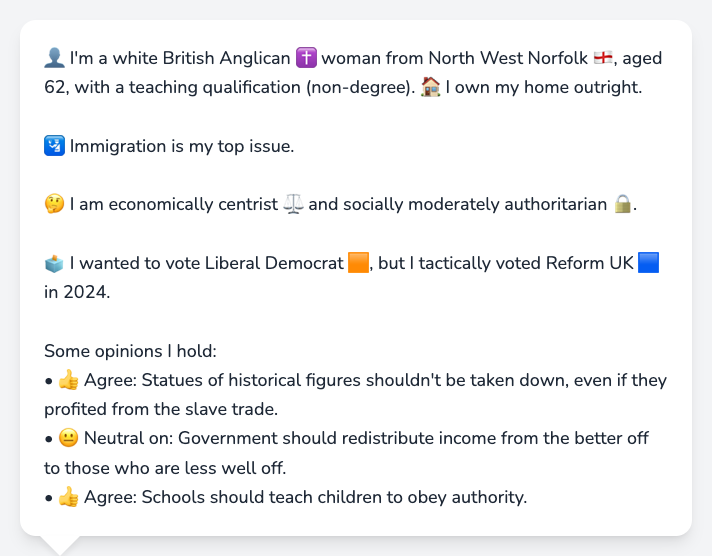 👤 I'm a white British Anglican ✝️ woman from North West Norfolk 🏴󠁧󠁢󠁥󠁮󠁧󠁿, aged
62, with a teaching qualification (non-degree). 🏠 I own my home outright.
🛂 Immigration is my top issue.
🤔 I am economically centrist ⚖️ and socially moderately authoritarian 🔒.
🗳️ I wanted to vote Liberal Democrat 🟧, but I tactically voted Reform UK 🟦
in 2024.
Some opinions I hold:
• 👍 Agree: Statues of historical figures shouldn't be taken down, even if they
profited from the slave trade.
• 😐 Neutral on: Government should redistribute income from the better off
to those who are less well off.
• 👍 Agree: Schools should teach children to obey authority.